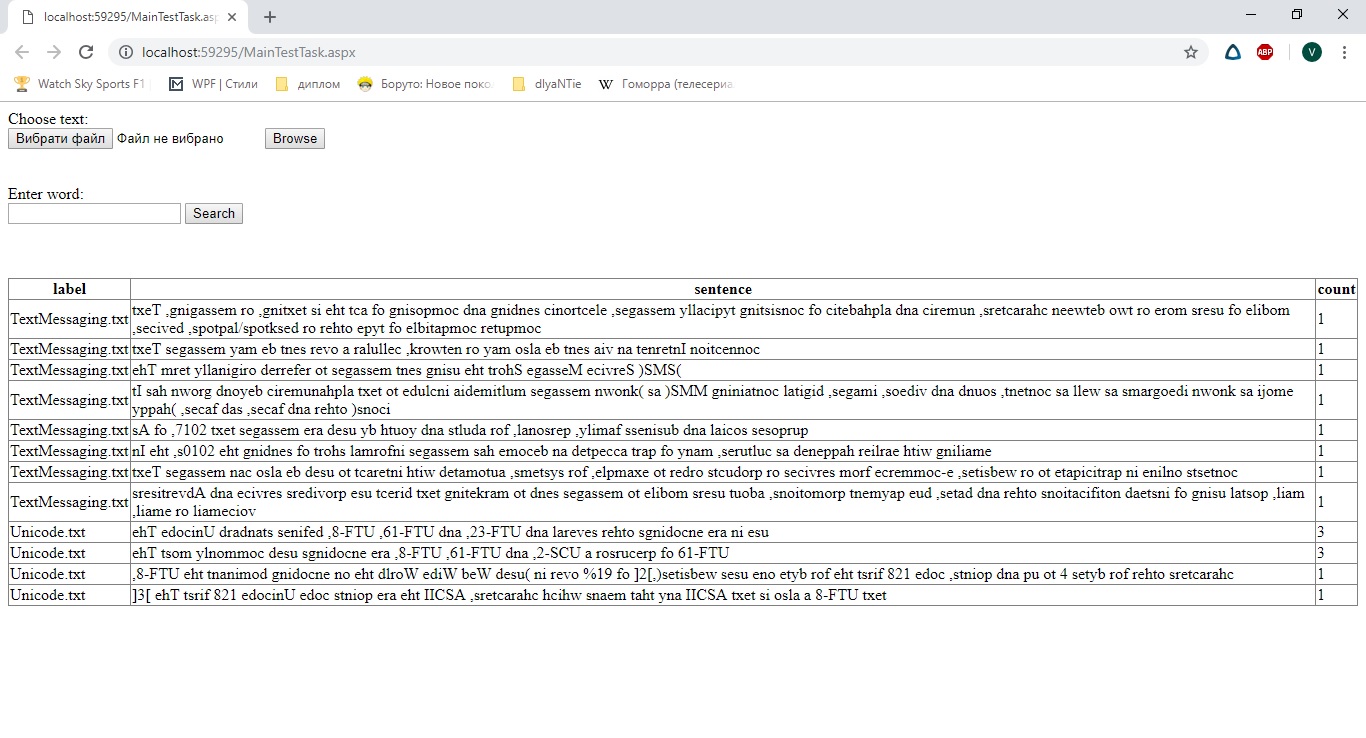 localhost:59295/MainTestTask.asp
localhost:59295/MainTestTask.aspx
ABP
V
Watch Sky Sports F1
WPF | Стили
диплом
Боруто: Новое поко
dlyaNTie
W Гоморра (телесериа
Choose text:
Вибрати файл Файл не вибрано Browse
Enter word:
Search
label sentence count
TextMessaging.txt txeT ,gnigassem ro ,gnitxet si eht tca fo gnisopmoc dna gnidnes cinortcele ,segassem yllacipyt gnitsisnoc fo citebahpla dna ciremun ,sretcarahc neewteb owt ro erom sresu fo elibom
,secived ,spotpal/spotksed ro rehto epyt fo elbitapmoc retupmoc 1
TextMessaging.txt txeT segassem yam eb tnes revo a ralullec ,krowten ro yam osla eb tnes aiv na tenretnI noitcennoc 1
TextMessaging.txt ehT mret yllanigiro derrefer ot segassem tnes gnisu eht trohS egasseM ecivreS )SMS( 1
TextMessaging.txt tI sah nworg dnoyeb ciremunahpla txet ot edulcni aidemitlum segassem nwonk( sa )SMM gniniatnoc latigid ,segami ,soediv dna dnuos ,tnetnoc sa llew sa smargoedi nwonk sa ijome
yppah( ,secaf das ,secaf dna rehto )snoci 1
TextMessaging.txt sA fo ,7102 txet segassem era desu yb htuoy dna stluda rof ,lanosrep ,ylimaf ssenisub dna laicos sesoprup 1
TextMessaging.txt nI eht ,s0102 eht gnidnes fo trohs lamrofni segassem sah emoceb na detpecca trap fo ynam ,serutluc sa deneppah reilrae htiw gniliame 1
TextMessaging.txt txeT segassem nac osla eb desu ot tcaretni htiw detamotua ,smetsys rof ,elpmaxe ot redro stcudorp ro secivres morf ecremmoc-e ,setisbew ro ot etapicitrap ni enilno stsetnoc 1
TextMessaging.txt sresitrevdA dna ecivres sredivorp esu tcerid txet gnitekram ot dnes segassem ot elibom sresu tuoba ,snoitomorp tnemyap eud ,setad dna rehto snoitacifiton daetsni fo gnisu latsop ,liam
,liame ro liameciov 1
Unicode.txt ehT edocinU dradnats senifed ,8-FTU ,61-FTU dna ,23-FTU dna lareves rehto sgnidocne era ni esu 3
Unicode.txt ehT tsom ylnommoc desu sgnidocne era ,8-FTU ,61-FTU dna ,2-SCU a rosrucerp fo 61-FTU 3
Unicode.txt ,8-FTU eht tnanimod gnidocne no eht dlroW ediW beW desu( ni revo %19 fo ]2[,)setisbew sesu eno etyb rof eht tsrif 821 edoc ,stniop dna pu ot 4 setyb rof rehto sretcarahc 1
Unicode.txt ]3[ ehT tsrif 821 edocinU edoc stniop era eht IICSA ,sretcarahc hcihw snaem taht yna IICSA txet si osla a 8-FTU txet 1